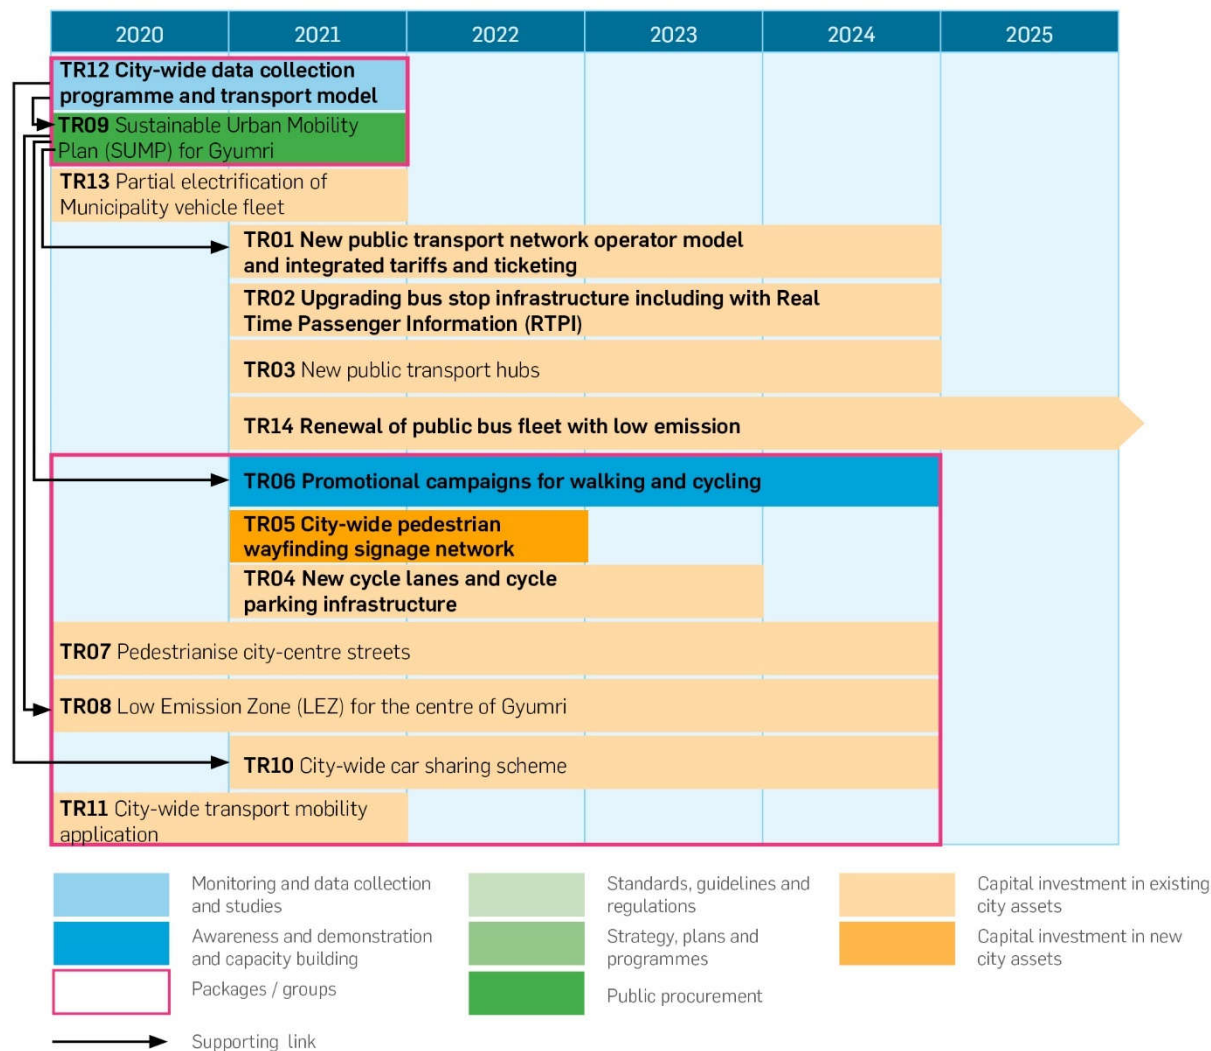 2020 2021 2022 2023 2024 2025
TR12 City-wide data collection
programme and transport model
TR09 Sustainable Urban Mobility
Plan (SUMP) for Gyumri
TR13 Partial electrification of
Municipality vehicle fleet
TR01 New public transport network operator model
and integrated tariffs and ticketing
TR02 Upgrading bus stop infrastructure including with Real
Time Passenger Information (RTPI)
TR03 New public transport hubs
TR14 Renewal of public bus fleet with low emission
TR06 Promotional campaigns for walking and cycling
TR05 City-wide pedestrian
wayfinding signage network
TR04 New cycle lanes and cycle
parking infrastructure
TR07 Pedestrianise city-centre streets
TR08 Low Emission Zone (LEZ) for the centre of Gyumri
TR10 City-wide car sharing scheme
TR11 City-wide transport mobility
application
Monitoring and data collection
and studies
Awareness and demonstration
and capacity building
Packages / groups
Supporting link
Standards, guidelines and
regulations
Strategy, plans and
programmes
Public procurement
Capital investment in existing
city assets
Capital investment in new
city assets